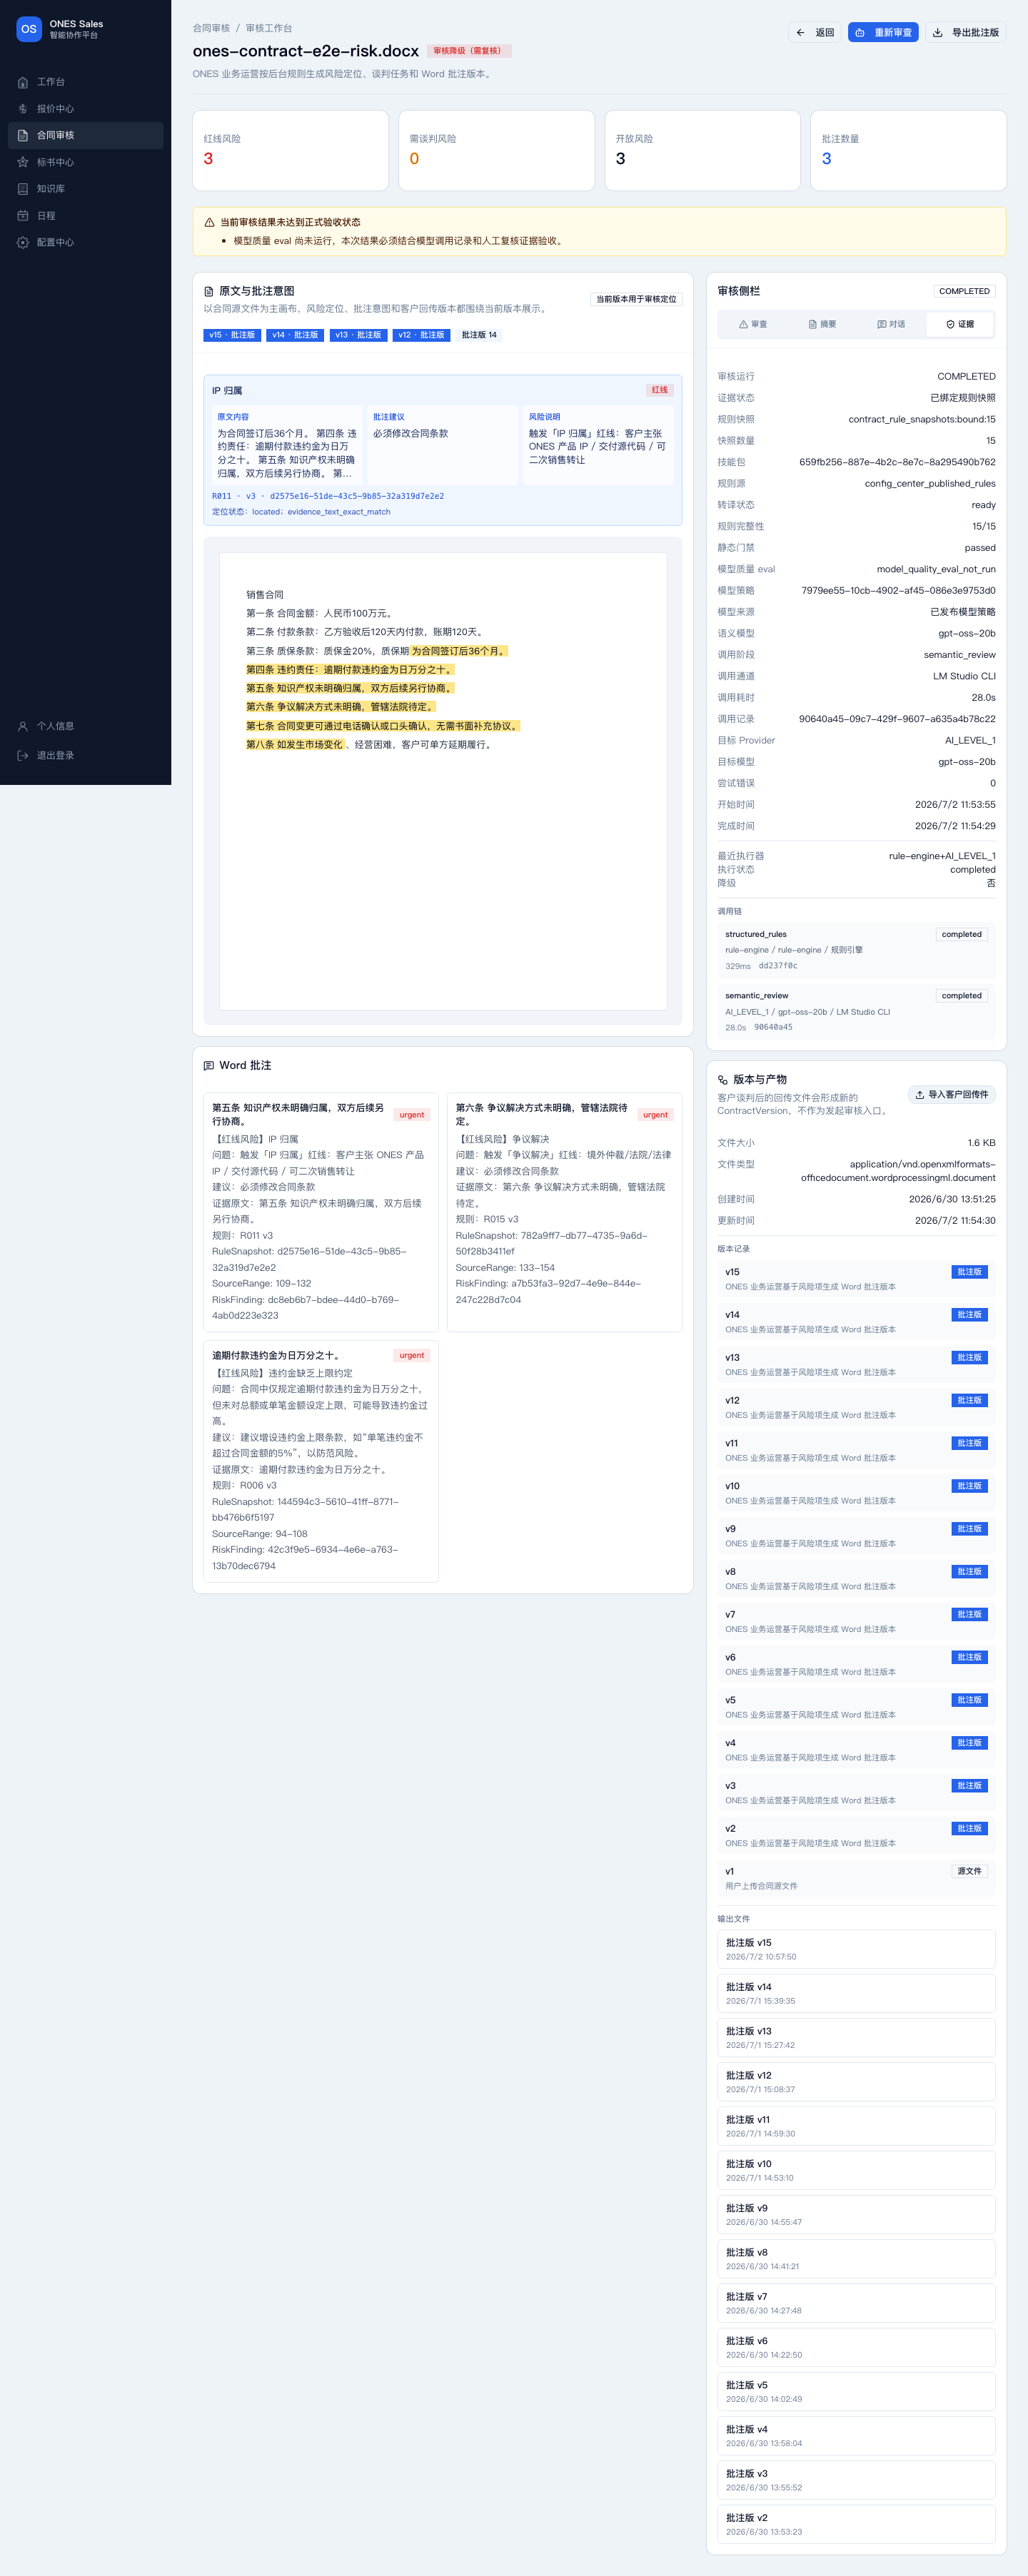 OS
ONES Sales
智能协作平台
工作台
报价中心
合同审核
标书中心
知识库
日程
配置中心
个人信息
退出登录
合同审核 / 审核工作台
ones-contract-e2e-risk.docx
审核降级（需复核）
ONES 业务运营按后台规则生成风险定位、谈判任务和 Word 批注版本。
返回
重新审查
导出批注版
红线风险
3
需谈判风险
0
开放风险
3
批注数量
3
当前审核结果未达到正式验收状态
• 模型质量 eval 尚未运行，本次结果必须结合模型调用记录和人工复核证据验收。
原文与批注意图
以合同源文件为主画布，风险定位、批注意图和客户回传版本都围绕当前版本展示。
当前版本用于审核定位
v15 · 批注版
v14 · 批注版
v13 · 批注版
v12 · 批注版
批注版 14
IP 归属
红线
原文内容
为合同签订后36个月。 第四条 违
约责任：逾期付款违约金为日万
分之十。 第五条 知识产权未明确
归属，双方后续另行协商。 第...
批注建议
必须修改合同条款
风险说明
触发「IP 归属」红线：客户主张
ONES 产品 IP / 交付源代码 / 可
二次销售转让
R011 · v3 · d2575e16-51de-43c5-9b85-32a319d7e2e2
定位状态：located；evidence_text_exact_match
销售合同
第一条 合同金额：人民币100万元。
第二条 付款条款：乙方验收后120天内付款，账期120天。
第三条 质保条款：质保金20%，质保期为合同签订后36个月。
第四条 违约责任：逾期付款违约金为日万分之十。
第五条 知识产权未明确归属，双方后续另行协商。
第六条 争议解决方式未明确，管辖法院待定。
第七条 合同变更可通过电话确认或口头确认，无需书面补充协议。
第八条 如发生市场变化、经营困难，客户可单方延期履行。
Word 批注
第五条 知识产权未明确归属，双方后续另
行协商。
urgent
【红线风险】IP 归属
问题：触发「IP 归属」红线：客户主张 ONES 产品
IP / 交付源代码 / 可二次销售转让
建议：必须修改合同条款
证据原文：第五条 知识产权未明确归属，双方后续
另行协商。
规则：R011 v3
RuleSnapshot: d2575e16-51de-43c5-9b85-
32a319d7e2e2
SourceRange: 109-132
RiskFinding: dc8eb6b7-bdee-44d0-b769-
4ab0d223e323
第六条 争议解决方式未明确，管辖法院待
定。
urgent
【红线风险】争议解决
问题：触发「争议解决」红线：境外仲裁/法院/法律
建议：必须修改合同条款
证据原文：第六条 争议解决方式未明确，管辖法院
待定。
规则：R015 v3
RuleSnapshot: 782a9ff7-db77-4735-9a6d-
50f28b3411ef
SourceRange: 133-154
RiskFinding: a7b53fa3-92d7-4e9e-844e-
247c228d7c04
逾期付款违约金为日万分之十。
urgent
【红线风险】违约金缺乏上限约定
问题：合同中仅规定逾期付款违约金为日万分之十，
但未对总额或单笔金额设定上限，可能导致违约金过
高。
建议：建议增设违约金上限条款，如“单笔违约金不
超过合同金额的5%”，以防范风险。
证据原文：逾期付款违约金为日万分之十。
规则：R006 v3
RuleSnapshot: 144594c3-5610-41ff-8771-
bb476b6f5197
SourceRange: 94-108
RiskFinding: 42c3f9e5-6934-4e6e-a763-
13b70dec6794
审核侧栏
COMPLETED
审查
摘要
对话
证据
审核运行 COMPLETED
证据状态 已绑定规则快照
规则快照 contract_rule_snapshots:bound:15
快照数量 15
技能包 659fb256-887e-4b2c-8e7c-8a295490b762
规则源 config_center_published_rules
转译状态 ready
规则完整性 15/15
静态门禁 passed
模型质量 eval model_quality_eval_not_run
模型策略 7979ee55-10cb-4902-af45-086e3e9753d0
模型来源 已发布模型策略
语义模型 gpt-oss-20b
调用阶段 semantic_review
调用通道 LM Studio CLI
调用耗时 28.0s
调用记录 90640a45-09c7-429f-9607-a635a4b78c22
目标 Provider AI_LEVEL_1
目标模型 gpt-oss-20b
尝试错误 0
开始时间 2026/7/2 11:53:55
完成时间 2026/7/2 11:54:29
最近执行器 rule-engine+AI_LEVEL_1
执行状态 completed
降级 否
调用链
structured_rules completed
rule-engine / rule-engine / 规则引擎
329ms dd237f0c
semantic_review completed
AI_LEVEL_1 / gpt-oss-20b / LM Studio CLI
28.0s 90640a45
版本与产物
客户谈判后的回传文件会形成新的
ContractVersion，不作为发起审核入口。
导入客户回传件
文件大小 1.6 KB
文件类型 application/vnd.openxmlformats-
officedocument.wordprocessingml.document
创建时间 2026/6/30 13:51:25
更新时间 2026/7/2 11:54:30
版本记录
v15 批注版
ONES 业务运营基于风险项生成 Word 批注版本
v14 批注版
ONES 业务运营基于风险项生成 Word 批注版本
v13 批注版
ONES 业务运营基于风险项生成 Word 批注版本
v12 批注版
ONES 业务运营基于风险项生成 Word 批注版本
v11 批注版
ONES 业务运营基于风险项生成 Word 批注版本
v10 批注版
ONES 业务运营基于风险项生成 Word 批注版本
v9 批注版
ONES 业务运营基于风险项生成 Word 批注版本
v8 批注版
ONES 业务运营基于风险项生成 Word 批注版本
v7 批注版
ONES 业务运营基于风险项生成 Word 批注版本
v6 批注版
ONES 业务运营基于风险项生成 Word 批注版本
v5 批注版
ONES 业务运营基于风险项生成 Word 批注版本
v4 批注版
ONES 业务运营基于风险项生成 Word 批注版本
v3 批注版
ONES 业务运营基于风险项生成 Word 批注版本
v2 批注版
ONES 业务运营基于风险项生成 Word 批注版本
v1 源文件
用户上传合同源文件
输出文件
批注版 v15
2026/7/2 10:57:50
批注版 v14
2026/7/1 15:39:35
批注版 v13
2026/7/1 15:27:42
批注版 v12
2026/7/1 15:08:37
批注版 v11
2026/7/1 14:59:30
批注版 v10
2026/7/1 14:53:10
批注版 v9
2026/6/30 14:55:47
批注版 v8
2026/6/30 14:41:21
批注版 v7
2026/6/30 14:27:48
批注版 v6
2026/6/30 14:22:50
批注版 v5
2026/6/30 14:02:49
批注版 v4
2026/6/30 13:58:04
批注版 v3
2026/6/30 13:55:52
批注版 v2
2026/6/30 13:53:23